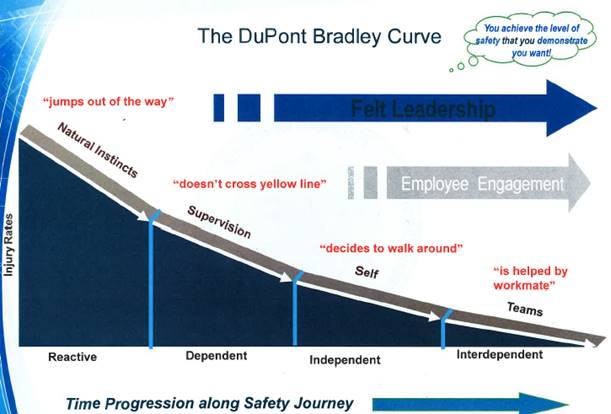 The DuPont Bradley Curve
You achieve the level of
safety that you demonstrate
you want!
"jumps out of the way"
Felt Leadership
Natural Instincts
"doesn't cross yellow line"
Employee Engagement
Supervision
"decides to walk around"
Self
"is helped by
workmate"
Teams
Injury Rates
Reactive
Dependent
Independent
Interdependent
Time Progression along Safety Journey